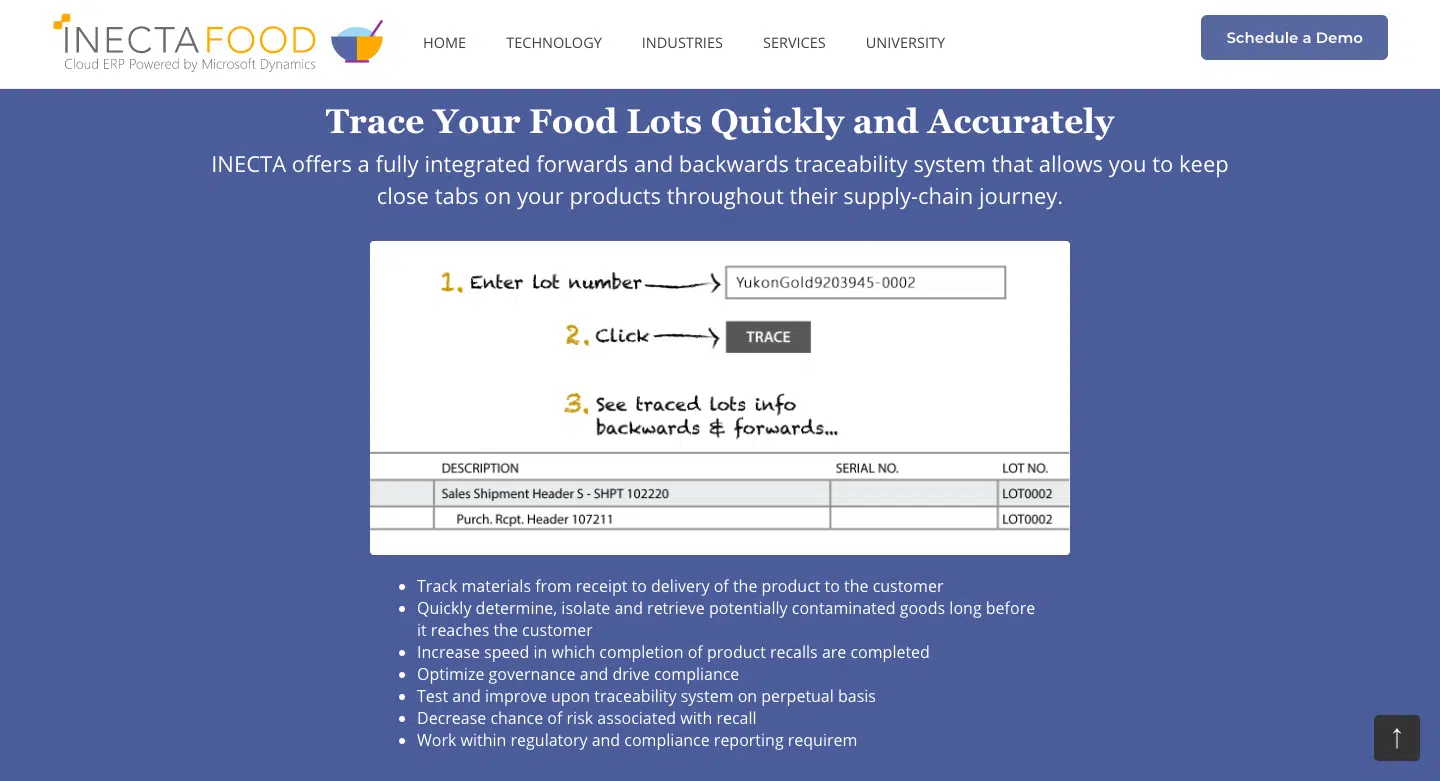 INECTAFOOD
Cloud ERP Powered by Microsoft Dynamics
HOME
TECHNOLOGY
INDUSTRIES
SERVICES
UNIVERSITY
Schedule a Demo
Trace Your Food Lots Quickly and Accurately
INECTA offers a fully integrated forwards and backwards traceability system that allows you to keep
close tabs on your products throughout their supply-chain journey.
1. Enter lot number
YukonGold9203945-0002
2. Click
TRACE
3. See traced lots info
backwards & forwards...
DESCRIPTION SERIAL NO. LOT NO.
Sales Shipment Header S - SHPT 102220 LOT0002
Purch. Rcpt. Header 107211 LOT0002
Track materials from receipt to delivery of the product to the customer
Quickly determine, isolate and retrieve potentially contaminated goods long before
it reaches the customer
Increase speed in which completion of product recalls are completed
Optimize governance and drive compliance
Test and improve upon traceability system on perpetual basis
Decrease chance of risk associated with recall
Work within regulatory and compliance reporting requirem